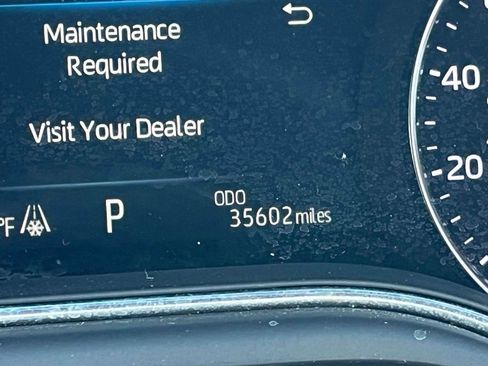 Maintenance
Required
Visit Your Dealer
40
20
°F P ODO
35602 miles